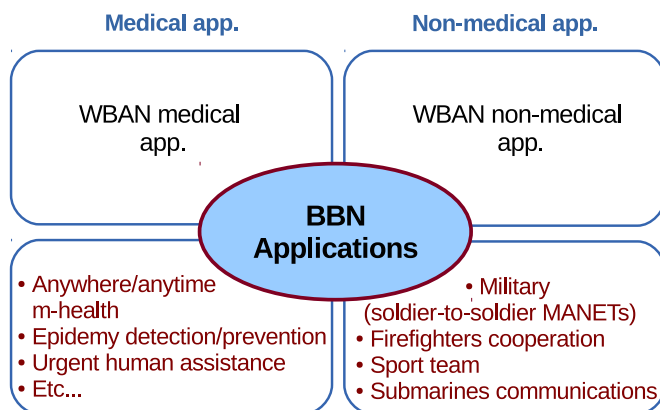 Medical app.
Non-medical app.
WBAN medical
app.
WBAN non-medical
app.
BBN
Applications
• Anywhere/anytime
m-health
• Epidemy detection/prevention
• Urgent human assistance
• Etc...
• Military
(soldier-to-soldier MANETs)
• Firefighters cooperation
• Sport team
• Submarines communications